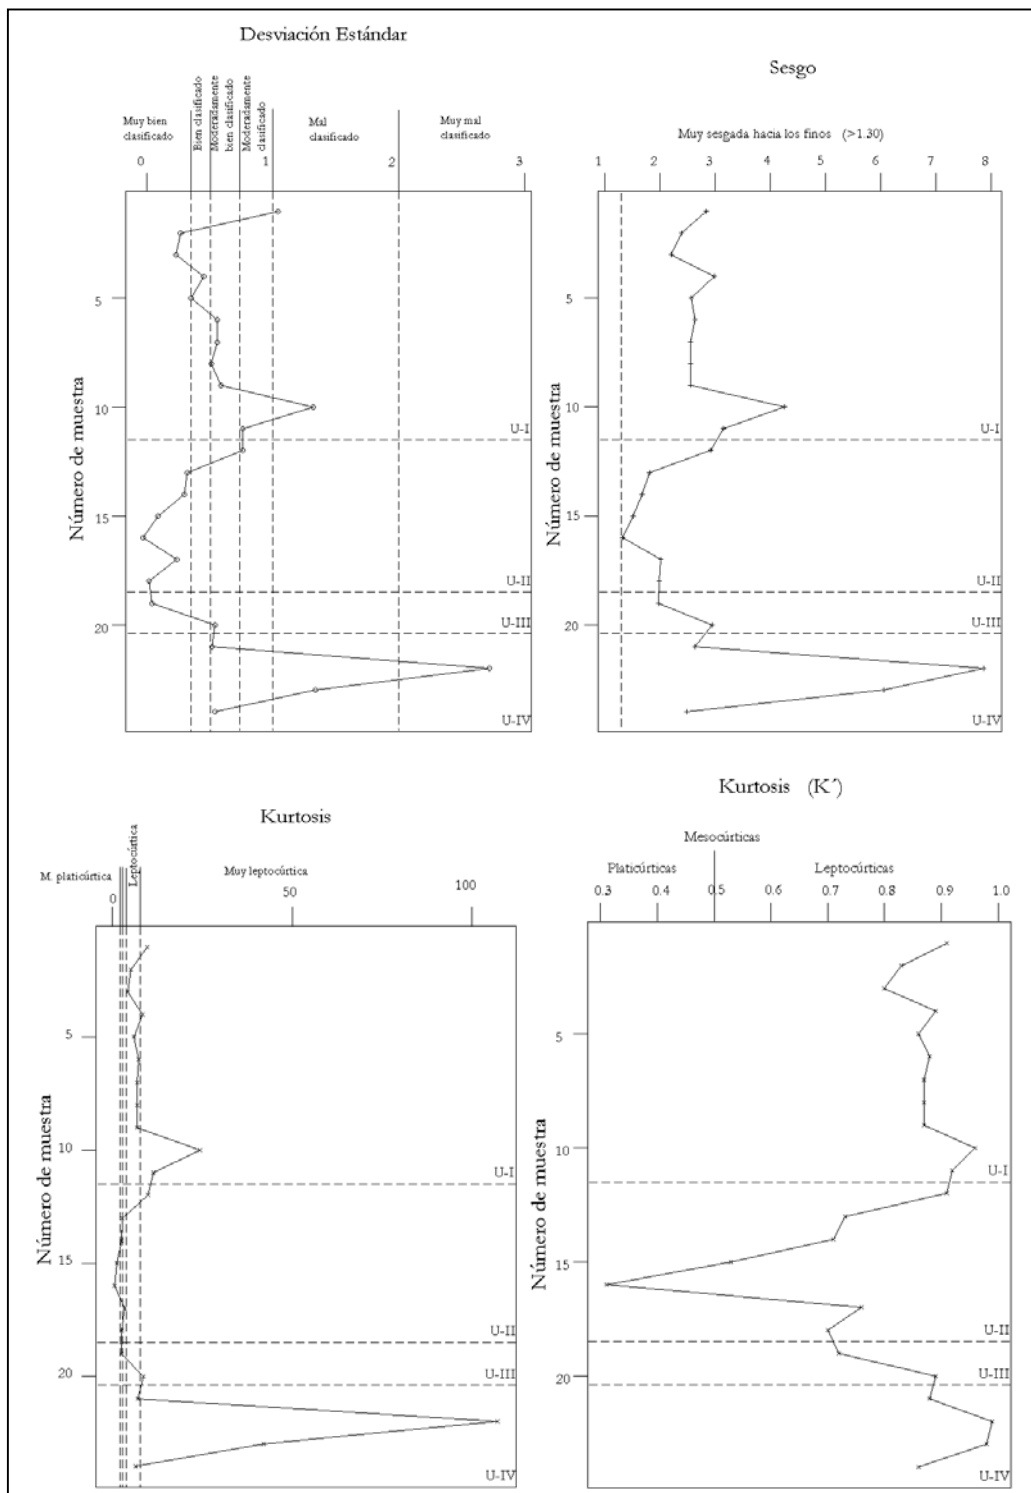 Desviación Estándar
Muy bien clasificado
Bien clasificado
Moderadamente bien clasificado
Moderadamente clasificado
Mal clasificado
Muy mal clasificado
0 1 2 3
Número de muestra
5
10
15
20
U-I
U-II
U-III
U-IV
Sesgo
Muy sesgada hacia los finos (>1.30)
1 2 3 4 5 6 7 8
Número de muestra
5
10
15
20
U-I
U-II
U-III
U-IV
Kurtosis
M. platicúrtica
Leptocúrtica
Muy leptocúrtica
0 50 100
Número de muestra
5
10
15
20
U-I
U-II
U-III
U-IV
Kurtosis (K´)
Mesocúrticas
Platicúrticas
Leptocúrticas
0.3 0.4 0.5 0.6 0.7 0.8 0.9 1.0
Número de muestra
5
10
15
20
U-I
U-II
U-III
U-IV